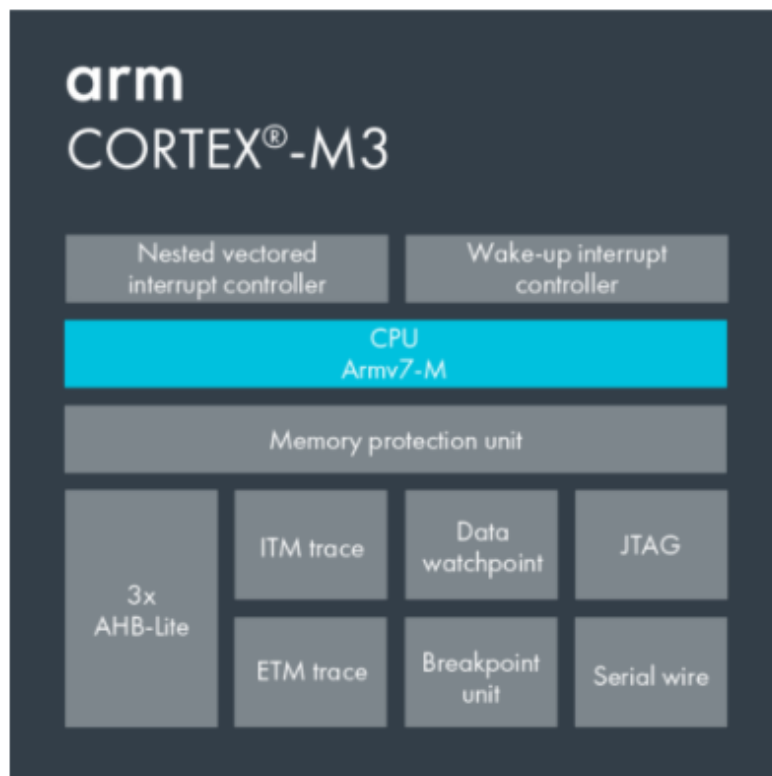 arm
CORTEX®-M3
Nested vectored
interrupt controller
Wake-up interrupt
controller
CPU
Armv7-M
Memory protection unit
3x
AHB-Lite
ITM trace
Data
watchpoint
JTAG
ETM trace
Breakpoint
unit
Serial wire